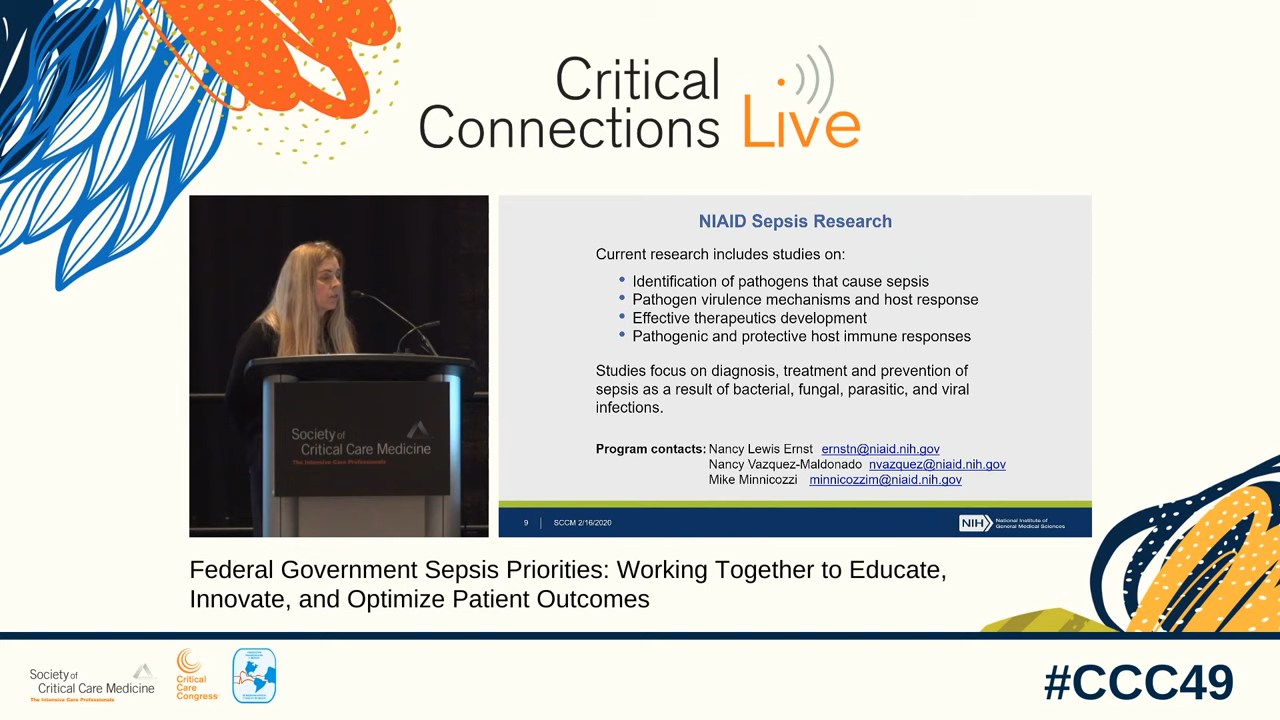 Critical
Connections Live
NIAID Sepsis Research
Current research includes studies on:
• Identification of pathogens that cause sepsis
• Pathogen virulence mechanisms and host response
• Effective therapeutics development
• Pathogenic and protective host immune responses
Studies focus on diagnosis, treatment and prevention of
sepsis as a result of bacterial, fungal, parasitic, and viral
infections.
Program contacts: Nancy Lewis Ernst ernstn@niaid.nih.gov
Nancy Vazquez-Maldonado nvazquez@niaid.nih.gov
Mike Minnicozzi minnicozzim@niaid.nih.gov
9 | SCCM 2/16/2020
NIH National Institute of
General Medical Sciences
Society of
Critical Care Medicine
The Intensive Care Professionals
Federal Government Sepsis Priorities: Working Together to Educate,
Innovate, and Optimize Patient Outcomes
Society of
Critical Care Medicine
The Intensive Care Professionals
Critical
Care
Congress
#CCC49